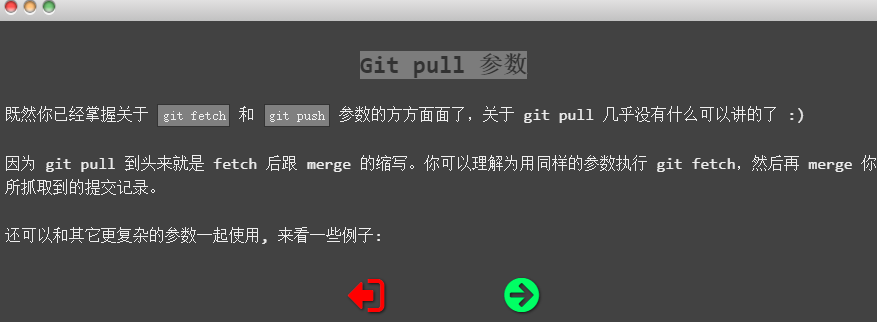 Git pull 参数
既然你已经掌握关于 git fetch 和 git push 参数的方方面面了，关于 git pull 几乎没有什么可以讲的了 :)
因为 git pull 到头来就是 fetch 后跟 merge 的缩写。你可以理解为用同样的参数执行 git fetch，然后再 merge 你
所抓取到的提交记录。
还可以和其它更复杂的参数一起使用, 来看一些例子: